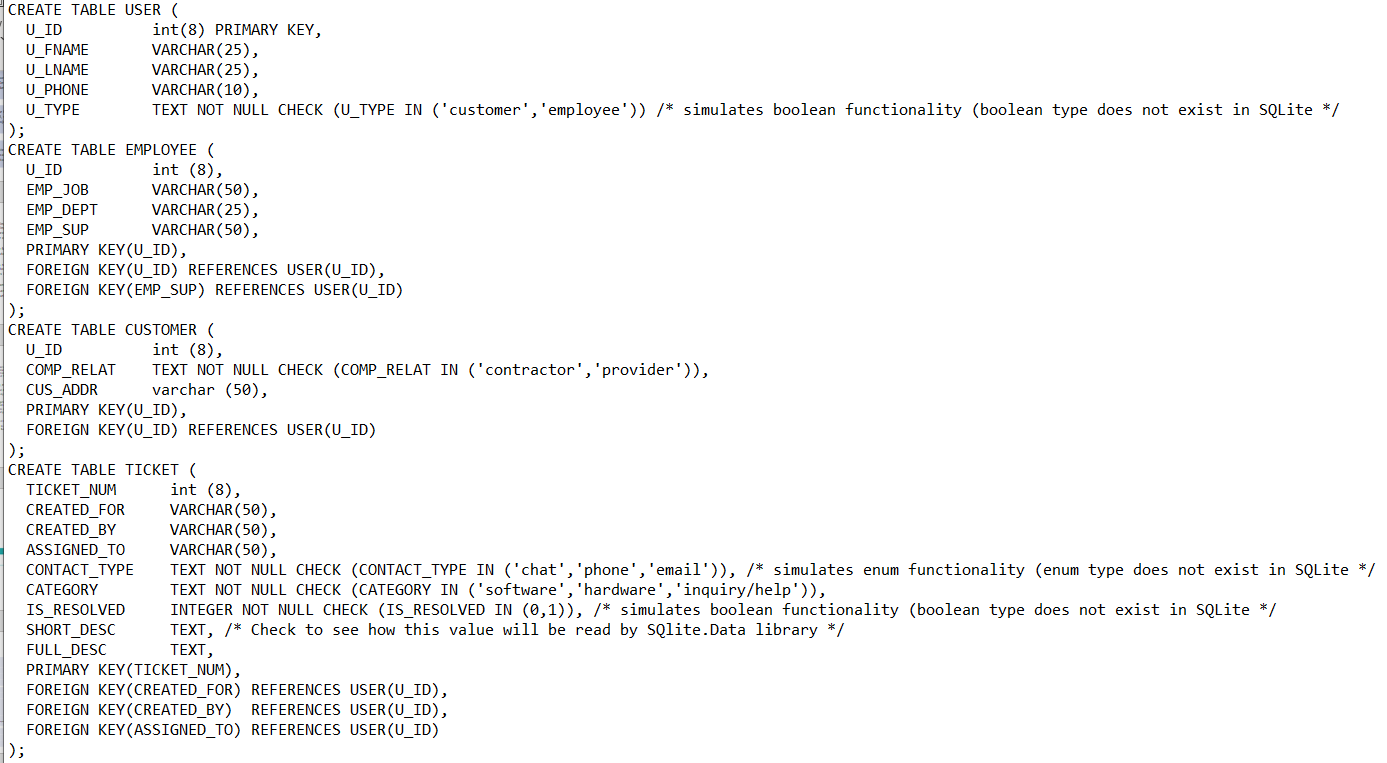 CREATE TABLE USER (
  U_ID          int(8) PRIMARY KEY,
  U_FNAME       VARCHAR(25),
  U_LNAME       VARCHAR(25),
  U_PHONE       VARCHAR(10),
  U_TYPE        TEXT NOT NULL CHECK (U_TYPE IN ('customer','employee')) /* simulates boolean functionality (boolean type does not exist in SQLite */
);
CREATE TABLE EMPLOYEE (
  U_ID          int (8),
  EMP_JOB       VARCHAR(50),
  EMP_DEPT      VARCHAR(25),
  EMP_SUP       VARCHAR(50),
  PRIMARY KEY(U_ID),
  FOREIGN KEY(U_ID) REFERENCES USER(U_ID),
  FOREIGN KEY(EMP_SUP) REFERENCES USER(U_ID)
);
CREATE TABLE CUSTOMER (
  U_ID          int (8),
  COMP_RELAT    TEXT NOT NULL CHECK (COMP_RELAT IN ('contractor','provider')),
  CUS_ADDR      varchar (50),
  PRIMARY KEY(U_ID),
  FOREIGN KEY(U_ID) REFERENCES USER(U_ID)
);
CREATE TABLE TICKET (
  TICKET_NUM      int (8),
  CREATED_FOR     VARCHAR(50),
  CREATED_BY      VARCHAR(50),
  ASSIGNED_TO     VARCHAR(50),
  CONTACT_TYPE    TEXT NOT NULL CHECK (CONTACT_TYPE IN ('chat','phone','email')), /* simulates enum functionality (enum type does not exist in SQLite */
  CATEGORY        TEXT NOT NULL CHECK (CATEGORY IN ('software','hardware','inquiry/help')),
  IS_RESOLVED     INTEGER NOT NULL CHECK (IS_RESOLVED IN (0,1)), /* simulates boolean functionality (boolean type does not exist in SQLite */
  SHORT_DESC      TEXT, /* Check to see how this value will be read by SQlite.Data library */
  FULL_DESC       TEXT,
  PRIMARY KEY(TICKET_NUM),
  FOREIGN KEY(CREATED_FOR) REFERENCES USER(U_ID),
  FOREIGN KEY(CREATED_BY)  REFERENCES USER(U_ID),
  FOREIGN KEY(ASSIGNED_TO) REFERENCES USER(U_ID)
);